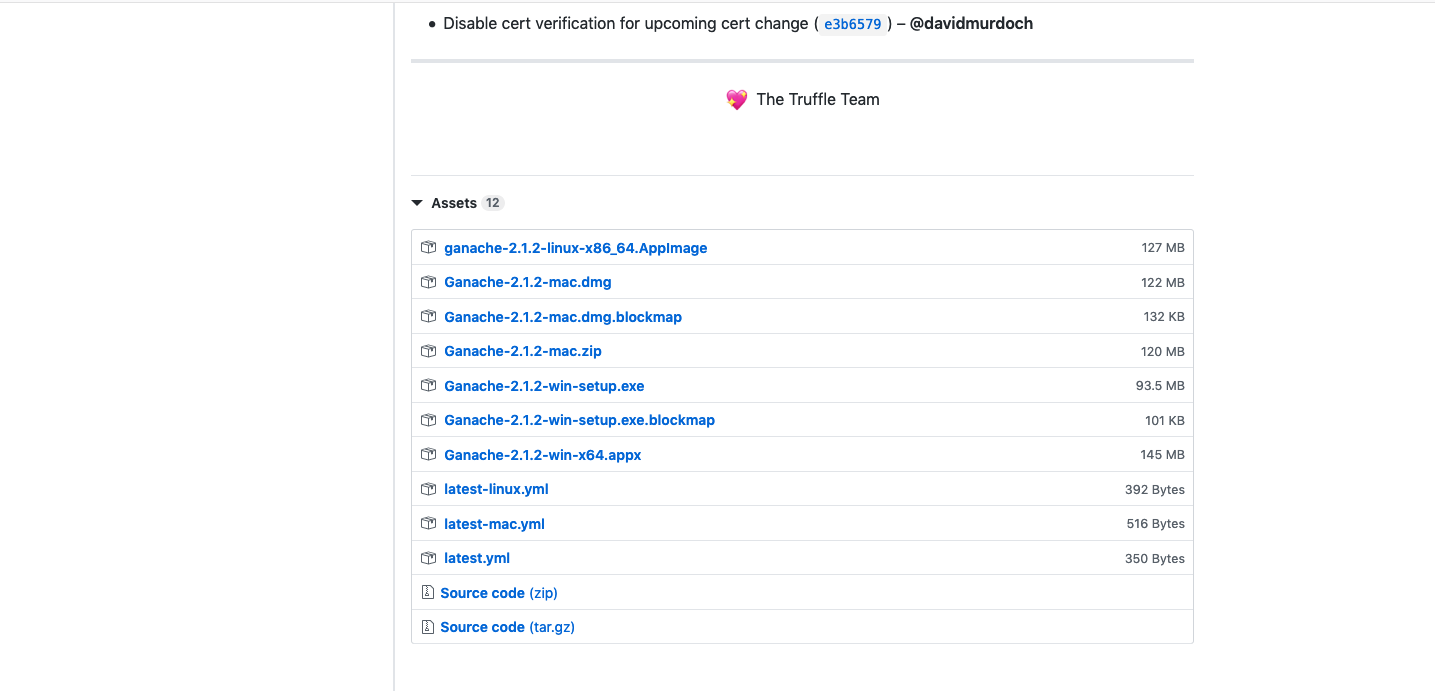 Disable cert verification for upcoming cert change (e3b6579) – @davidmurdoch
The Truffle Team
Assets 12
ganache-2.1.2-linux-x86_64.AppImage 127 MB
Ganache-2.1.2-mac.dmg 122 MB
Ganache-2.1.2-mac.dmg.blockmap 132 KB
Ganache-2.1.2-mac.zip 120 MB
Ganache-2.1.2-win-setup.exe 93.5 MB
Ganache-2.1.2-win-setup.exe.blockmap 101 KB
Ganache-2.1.2-win-x64.appx 145 MB
latest-linux.yml 392 Bytes
latest-mac.yml 516 Bytes
latest.yml 350 Bytes
Source code (zip)
Source code (tar.gz)